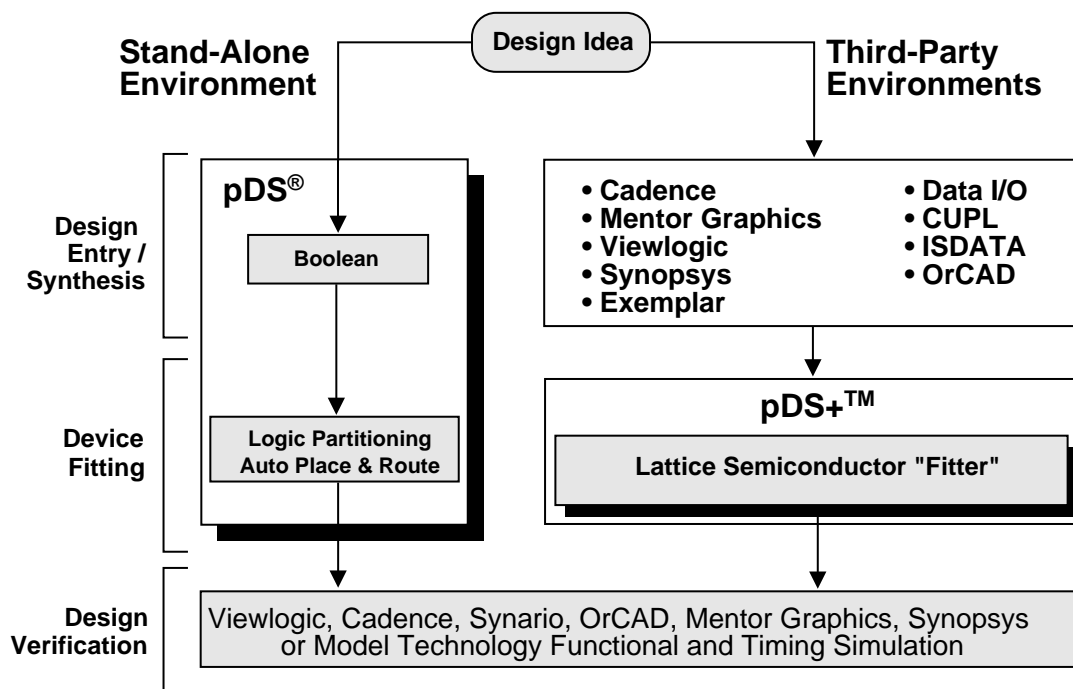 Design Idea
Stand-Alone
Environment
Third-Party
Environments
Design
Entry /
Synthesis
pDS®
Boolean
• Cadence
• Mentor Graphics
• Viewlogic
• Synopsys
• Exemplar
• Data I/O
• CUPL
• ISDATA
• OrCAD
Device
Fitting
Logic Partitioning
Auto Place & Route
pDS+™
Lattice Semiconductor "Fitter"
Design
Verification
Viewlogic, Cadence, Synario, OrCAD, Mentor Graphics, Synopsys
or Model Technology Functional and Timing Simulation